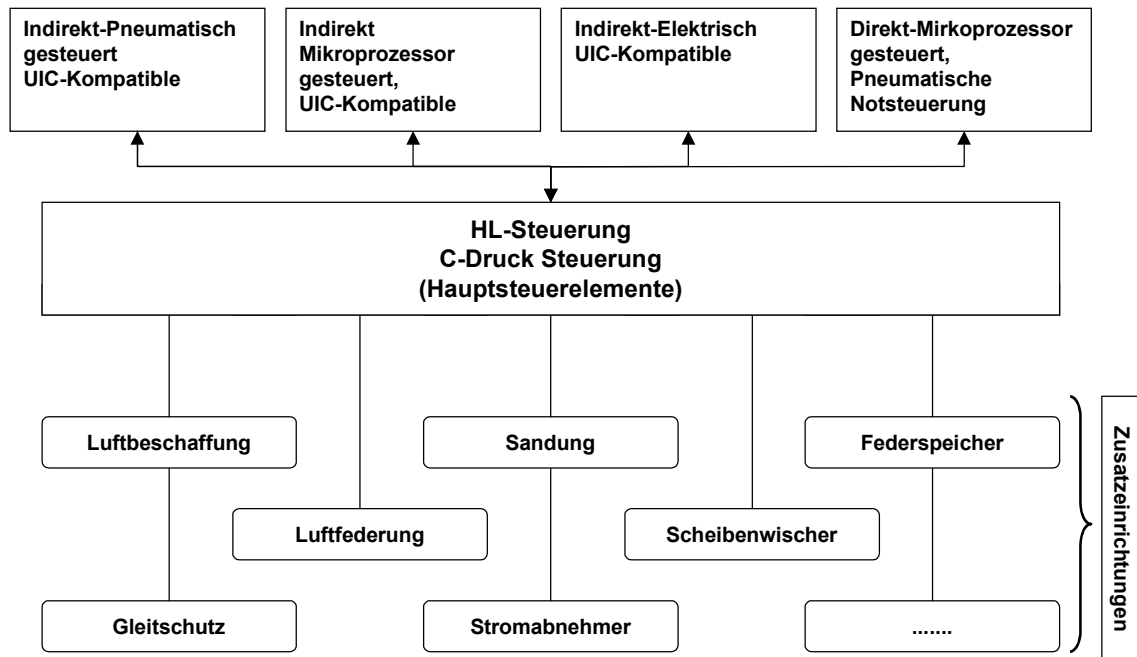 Indirekt-Pneumatisch
gesteuert
UIC-Kompatible
Indirekt
Mikroprozessor
gesteuert,
UIC-Kompatible
Indirekt-Elektrisch
UIC-Kompatible
Direkt-Mirkoprozessor
gesteuert,
Pneumatische
Notsteuerung
HL-Steuerung
C-Druck Steuerung
(Hauptsteuerelemente)
Luftbeschaffung
Sandung
Federspeicher
Luftfederung
Scheibenwischer
Gleitschutz
Stromabnehmer
.......
Zusatzeinrichtungen